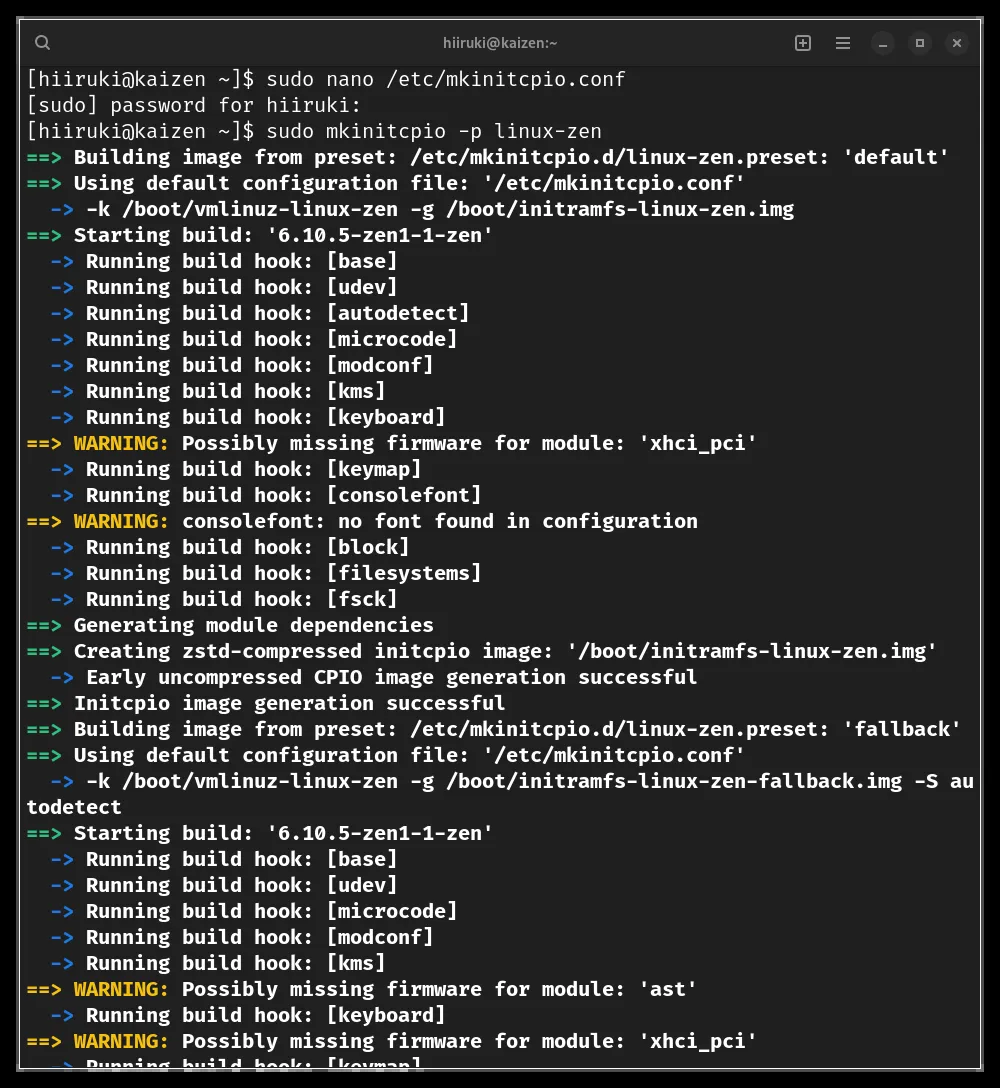 hiiruki@kaizen:~
[hiiruki@kaizen ~]$ sudo nano /etc/mkinitcpio.conf
[sudo] password for hiiruki:
[hiiruki@kaizen ~]$ sudo mkinitcpio -p linux-zen
==> Building image from preset: /etc/mkinitcpio.d/linux-zen.preset: 'default'
==> Using default configuration file: '/etc/mkinitcpio.conf'
  -> -k /boot/vmlinuz-linux-zen -g /boot/initramfs-linux-zen.img
==> Starting build: '6.10.5-zen1-1-zen'
  -> Running build hook: [base]
  -> Running build hook: [udev]
  -> Running build hook: [autodetect]
  -> Running build hook: [microcode]
  -> Running build hook: [modconf]
  -> Running build hook: [kms]
  -> Running build hook: [keyboard]
==> WARNING: Possibly missing firmware for module: 'xhci_pci'
  -> Running build hook: [keymap]
  -> Running build hook: [consolefont]
==> WARNING: consolefont: no font found in configuration
  -> Running build hook: [block]
  -> Running build hook: [filesystems]
  -> Running build hook: [fsck]
==> Generating module dependencies
==> Creating zstd-compressed initcpio image: '/boot/initramfs-linux-zen.img'
  -> Early uncompressed CPIO image generation successful
==> Initcpio image generation successful
==> Building image from preset: /etc/mkinitcpio.d/linux-zen.preset: 'fallback'
==> Using default configuration file: '/etc/mkinitcpio.conf'
  -> -k /boot/vmlinuz-linux-zen -g /boot/initramfs-linux-zen-fallback.img -S au
todetect
==> Starting build: '6.10.5-zen1-1-zen'
  -> Running build hook: [base]
  -> Running build hook: [udev]
  -> Running build hook: [microcode]
  -> Running build hook: [modconf]
  -> Running build hook: [kms]
==> WARNING: Possibly missing firmware for module: 'ast'
  -> Running build hook: [keyboard]
==> WARNING: Possibly missing firmware for module: 'xhci_pci'
  -> Running build hook: [keymap]